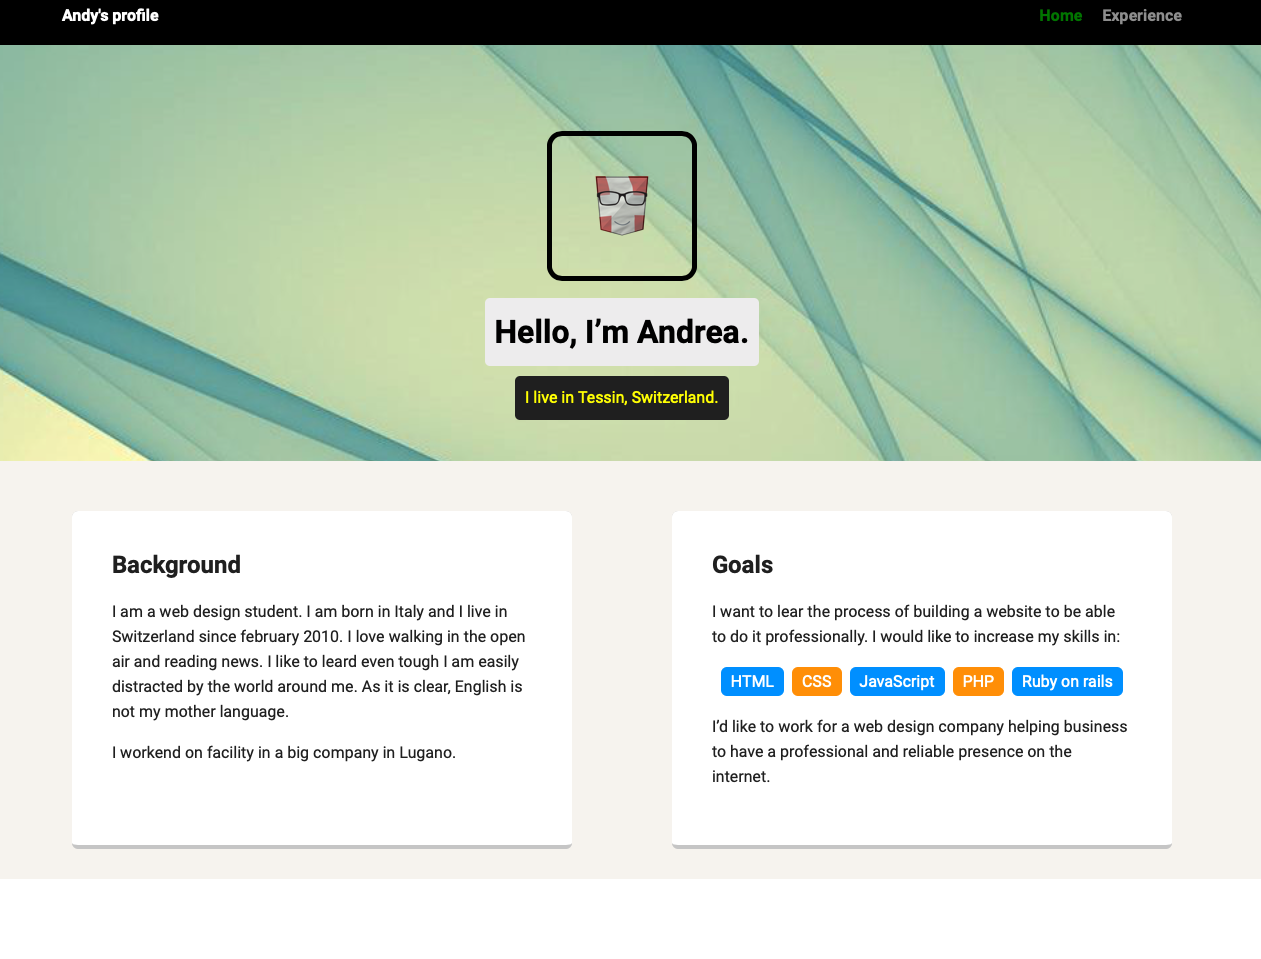 Andy's profile
Home Experience
Hello, I’m Andrea.
I live in Tessin, Switzerland.
Background
I am a web design student. I am born in Italy and I live in
Switzerland since february 2010. I love walking in the open
air and reading news. I like to leard even tough I am easily
distracted by the world around me. As it is clear, English is
not my mother language.
I workend on facility in a big company in Lugano.
Goals
I want to lear the process of building a website to be able
to do it professionally. I would like to increase my skills in:
HTML CSS JavaScript PHP Ruby on rails
I’d like to work for a web design company helping business
to have a professional and reliable presence on the
internet.